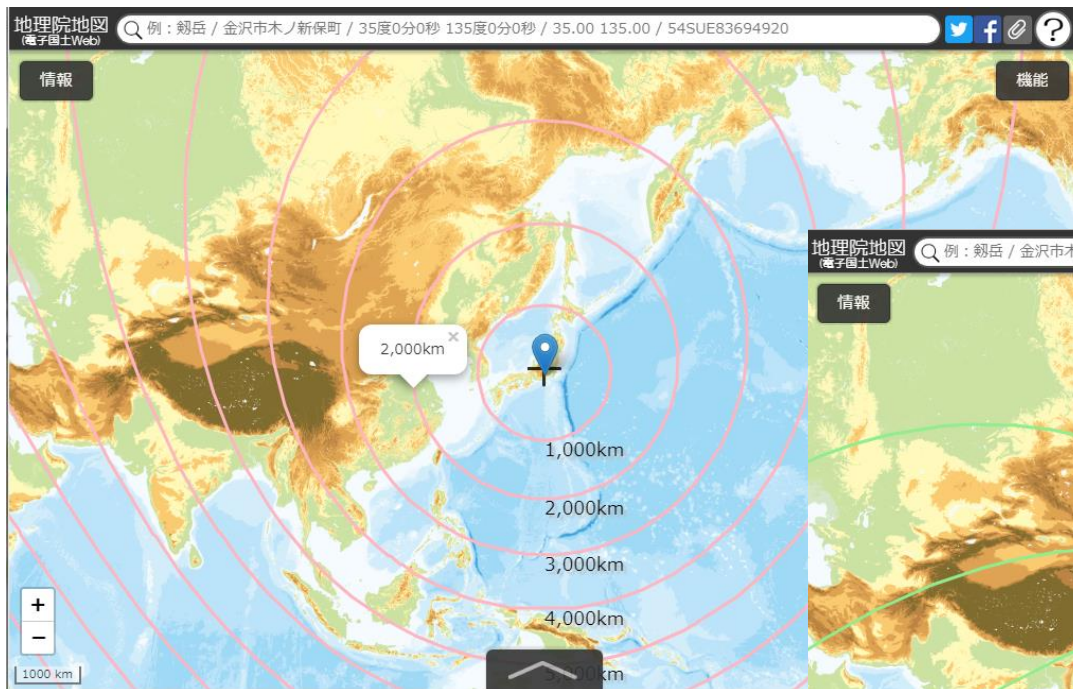 地理院地図
(電子国土Web)
例：剱岳 / 金沢市木ノ新保町 / 35度0分0秒 135度0分0秒 / 35.00 135.00 / 54SUE83694920
?
情報
機能
2,000km
×
1,000km
2,000km
3,000km
4,000km
5,000km
+
−
1000 km
地理院地図
(電子国土Web)
例：剱岳 / 金沢市木
情報